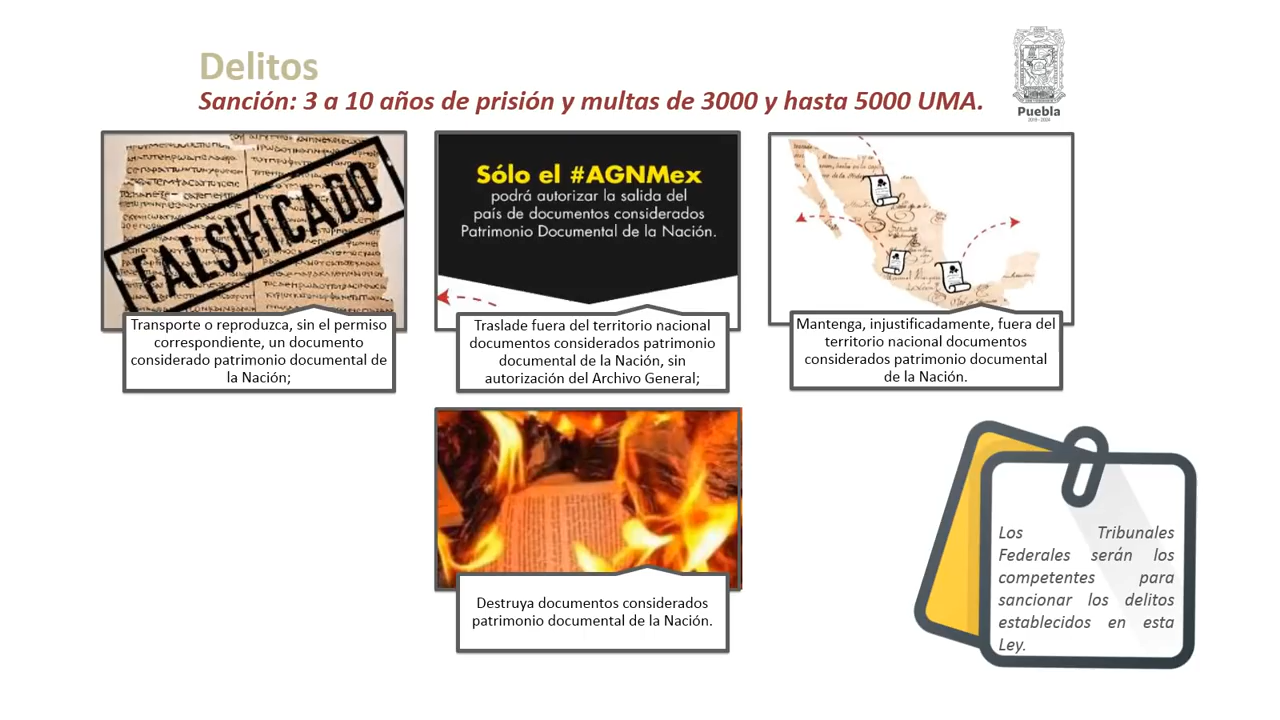 Delitos
Sanción: 3 a 10 años de prisión y multas de 3000 y hasta 5000 UMA.
Puebla
FALSIFICADO
Transporte o reproduzca, sin el permiso
correspondiente, un documento
considerado patrimonio documental de
la Nación;
Sólo el #AGNMex
podrá autorizar la salida del
país de documentos considerados
Patrimonio Documental de la Nación.
Traslade fuera del territorio nacional
documentos considerados patrimonio
documental de la Nación, sin
autorización del Archivo General;
Mantenga, injustificadamente, fuera del
territorio nacional documentos
considerados patrimonio documental
de la Nación.
Destruya documentos considerados
patrimonio documental de la Nación.
Los Tribunales
Federales serán los
competentes para
sancionar los delitos
establecidos en esta
Ley.